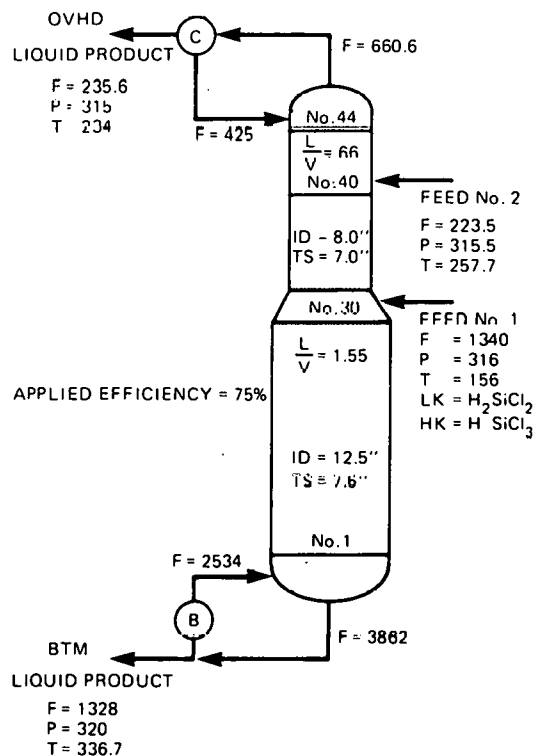 OVHD
LIQUID PRODUCT
F = 235.6
P = 315
T 234
C
F = 660.6
F = 425
No. 44
L
V = .66
No. 40
FEED No. 2
F = 223.5
P = 315.5
T = 257.7
ID - 8.0"
TS = 7.0"
No. 30
FEED No. 1
F = 1340
P = 316
T = 156
LK = H2SiCl2
HK = H SiCl3
L
V = 1.55
APPLIED EFFICIENCY = 75%
ID = 12.5"
TS = 7.6"
No. 1
F = 2534
B
F = 3862
BTM
LIQUID PRODUCT
F = 1328
P = 320
T = 336.7